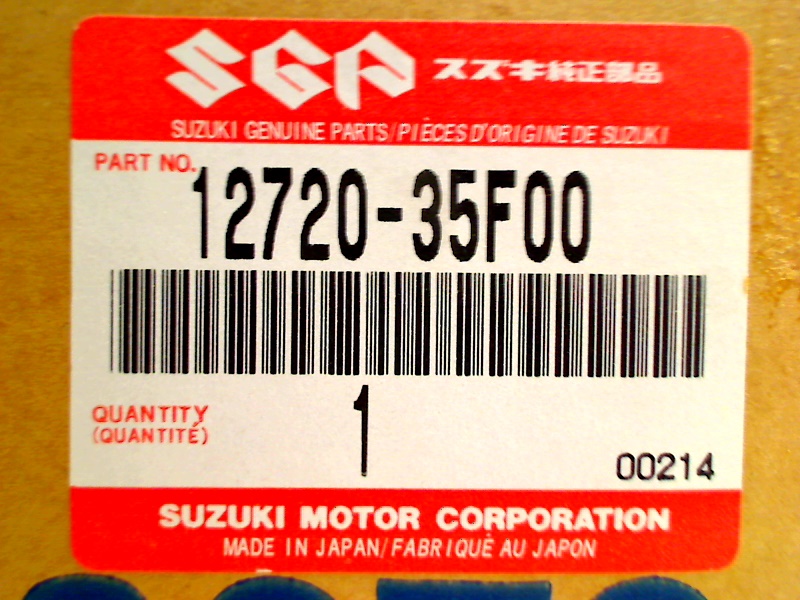 SGP スズキ純正部品
SUZUKI GENUINE PARTS/PIÈCES D'ORIGINE DE SUZUKI
PART NO. 12720-35F00
QUANTITY 1
(QUANTITÉ)
00214
SUZUKI MOTOR CORPORATION
MADE IN JAPAN/FABRIQUÉ AU JAPON